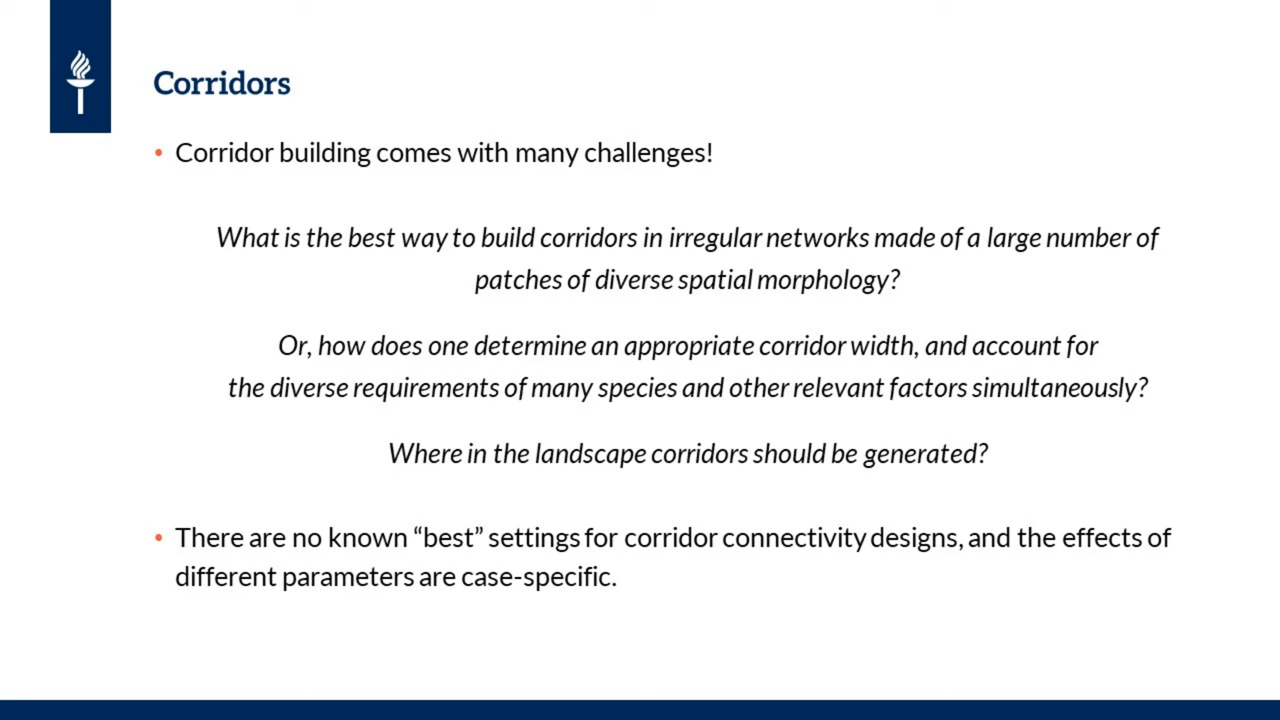 Corridors
• Corridor building comes with many challenges!
What is the best way to build corridors in irregular networks made of a large number of
patches of diverse spatial morphology?
Or, how does one determine an appropriate corridor width, and account for
the diverse requirements of many species and other relevant factors simultaneously?
Where in the landscape corridors should be generated?
• There are no known “best” settings for corridor connectivity designs, and the effects of
different parameters are case-specific.